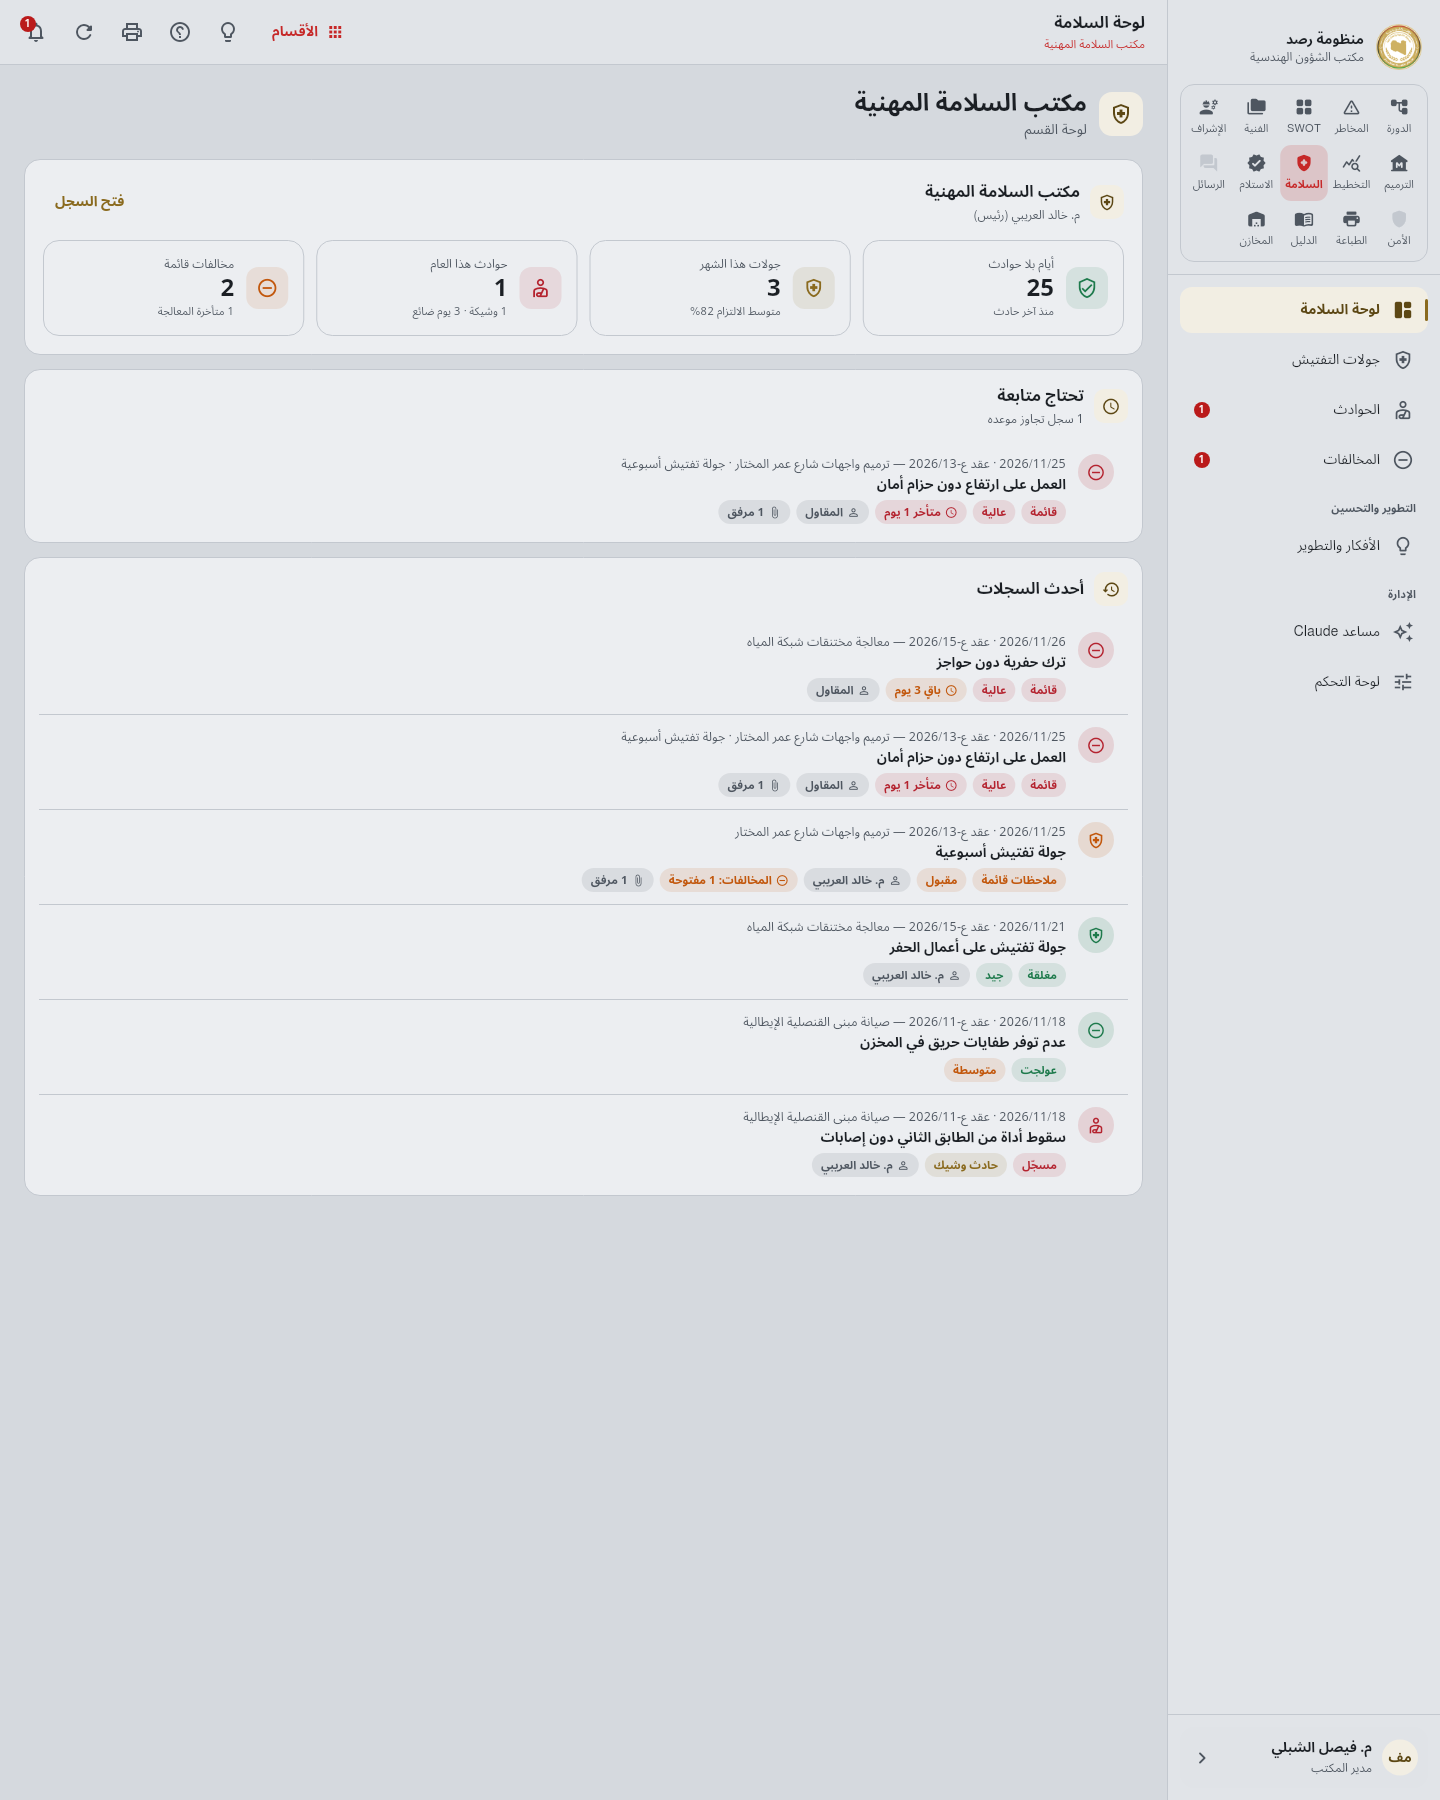 منظومة رصد
مكتب الشؤون الهندسية
الدورة
المخاطر
SWOT
الفنية
الإشراف
الترميم
التخطيط
السلامة
الاستلام
الرسائل
الأمن
الطباعة
الدليل
المخازن
لوحة السلامة
جولات التفتيش
الحوادث
1
المخالفات
1
التطوير والتحسين
الأفكار والتطوير
الإدارة
مساعد Claude
لوحة التحكم
مف
م. فيصل الشبلي
مدير المكتب
لوحة السلامة
مكتب السلامة المهنية
الأقسام
1
مكتب السلامة المهنية
لوحة القسم
مكتب السلامة المهنية
م. خالد العريبي (رئيس)
فتح السجل
أيام بلا حوادث
25
منذ آخر حادث
جولات هذا الشهر
3
متوسط الالتزام 82%
حوادث هذا العام
1
1 وشيكة · 3 يوم ضائع
مخالفات قائمة
2
1 متأخرة المعالجة
تحتاج متابعة
1 سجل تجاوز موعده
2026/11/25 · عقد ع-2026/13 — ترميم واجهات شارع عمر المختار · جولة تفتيش أسبوعية
العمل على ارتفاع دون حزام أمان
قائمة
عالية
متأخر 1 يوم
المقاول
1 مرفق
أحدث السجلات
2026/11/26 · عقد ع-2026/15 — معالجة مختنقات شبكة المياه
ترك حفرية دون حواجز
قائمة
عالية
باقٍ 3 يوم
المقاول
2026/11/25 · عقد ع-2026/13 — ترميم واجهات شارع عمر المختار · جولة تفتيش أسبوعية
العمل على ارتفاع دون حزام أمان
قائمة
عالية
متأخر 1 يوم
المقاول
1 مرفق
2026/11/25 · عقد ع-2026/13 — ترميم واجهات شارع عمر المختار
جولة تفتيش أسبوعية
ملاحظات قائمة
مقبول
م. خالد العريبي
المخالفات: 1 مفتوحة
1 مرفق
2026/11/21 · عقد ع-2026/15 — معالجة مختنقات شبكة المياه
جولة تفتيش على أعمال الحفر
مغلقة
جيد
م. خالد العريبي
2026/11/18 · عقد ع-2026/11 — صيانة مبنى القنصلية الإيطالية
عدم توفر طفايات حريق في المخزن
عولجت
متوسطة
2026/11/18 · عقد ع-2026/11 — صيانة مبنى القنصلية الإيطالية
سقوط أداة من الطابق الثاني دون إصابات
مسجّل
حادث وشيك
م. خالد العريبي